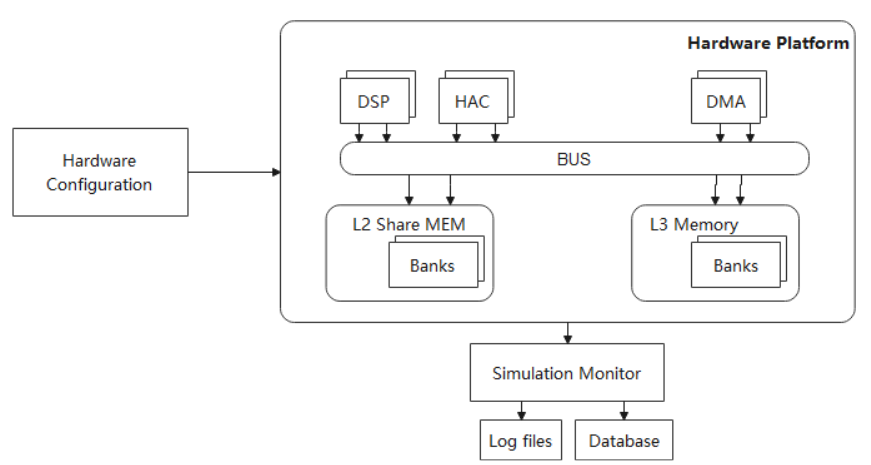 Hardware Platform
DSP
HAC
DMA
BUS
Hardware
Configuration
L2 Share MEM
Banks
L3 Memory
Banks
Simulation Monitor
Log files
Database